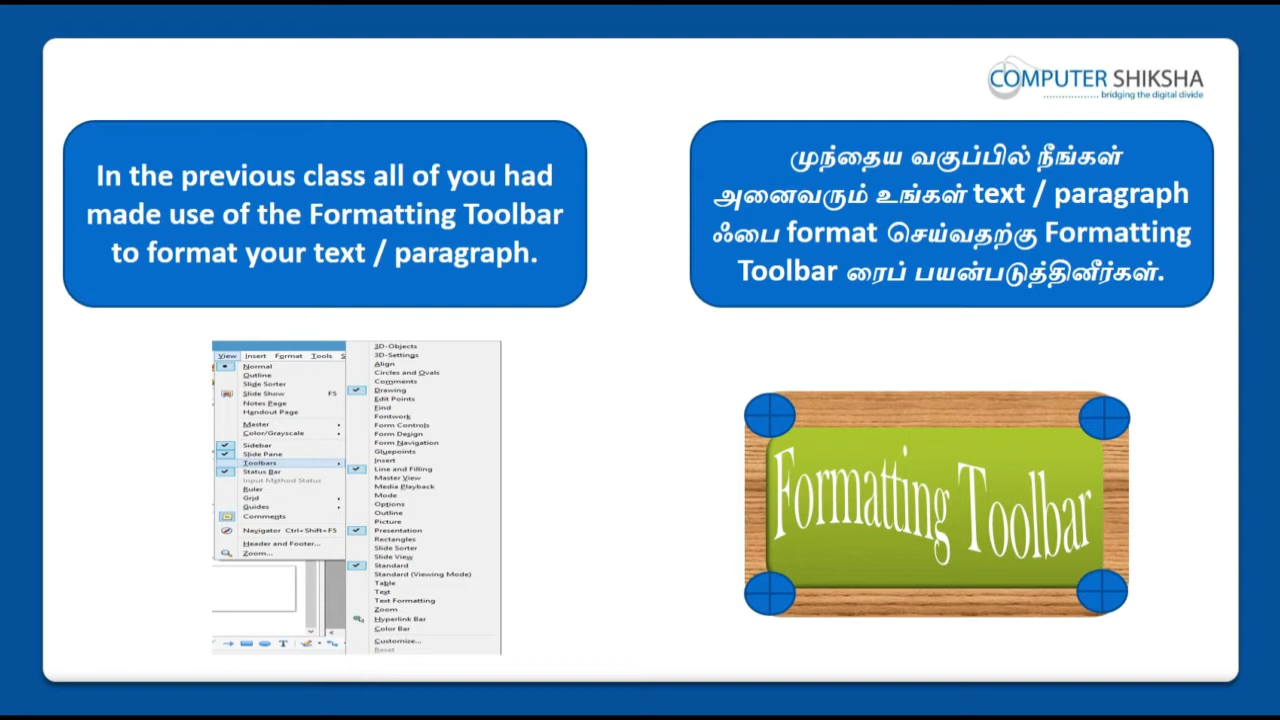 COMPUTER SHIKSHA
bridging the digital divide
In the previous class all of you had
made use of the Formatting Toolbar
to format your text / paragraph.
முந்தைய வகுப்பில் நீங்கள்
அனைவரும் உங்கள் text / paragraph
ஃபை format செய்வதற்கு Formatting
Toolbar ரைப் பயன்படுத்தினீர்கள்.
View Insert Format Tools S
Normal
Outline
Slide Sorter
Slide Show F5
Notes Page
Handout Page
Master
Color/Grayscale
Sidebar
Slide Pane
Toolbars
Status Bar
Input Method Status
Ruler
Grid
Guides
Comments
Navigator Ctrl+Shift+F5
Header and Footer...
Zoom...
3D-Objects
3D-Settings
Align
Circles and Ovals
Comments
Drawing
Edit Points
Find
Fontwork
Form Controls
Form Design
Form Navigation
Gluepoints
Insert
Line and Filling
Master View
Media Playback
Mode
Options
Outline
Picture
Presentation
Rectangles
Slide Sorter
Slide View
Standard
Standard (Viewing Mode)
Table
Text
Text Formatting
Zoom
Hyperlink Bar
Color Bar
Customize...
Reset
Formatting Toolbar